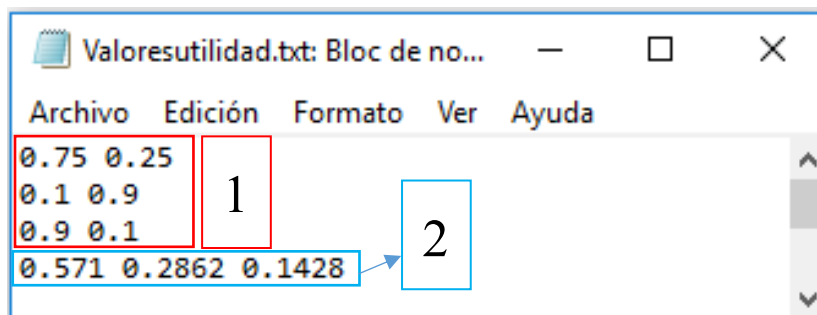 Valoresutilidad.txt: Bloc de no...
Archivo Edición Formato Ver Ayuda
0.75 0.25
0.1 0.9
0.9 0.1
1
0.571 0.2862 0.1428
2